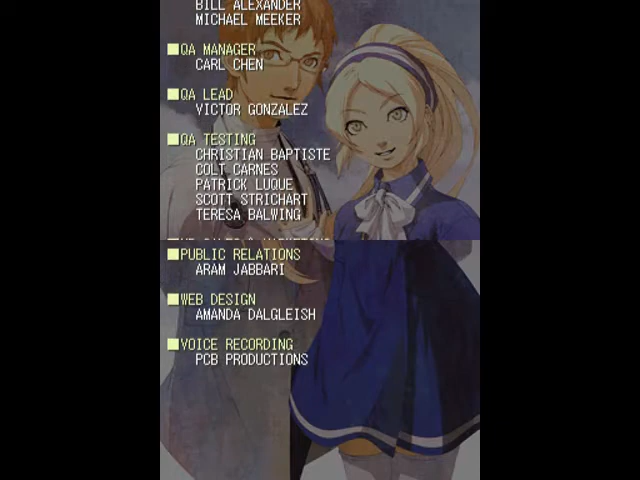 BILL ALEXANDER
MICHAEL MEEKER
■QA MANAGER
CARL CHEN
■QA LEAD
VICTOR GONZALEZ
■QA TESTING
CHRISTIAN BAPTISTE
COLT CARNES
PATRICK LUQUE
SCOTT STRICHART
TERESA BALWING
■PUBLIC RELATIONS
ARAM JABBARI
■WEB DESIGN
AMANDA DALGLEISH
■VOICE RECORDING
PCB PRODUCTIONS